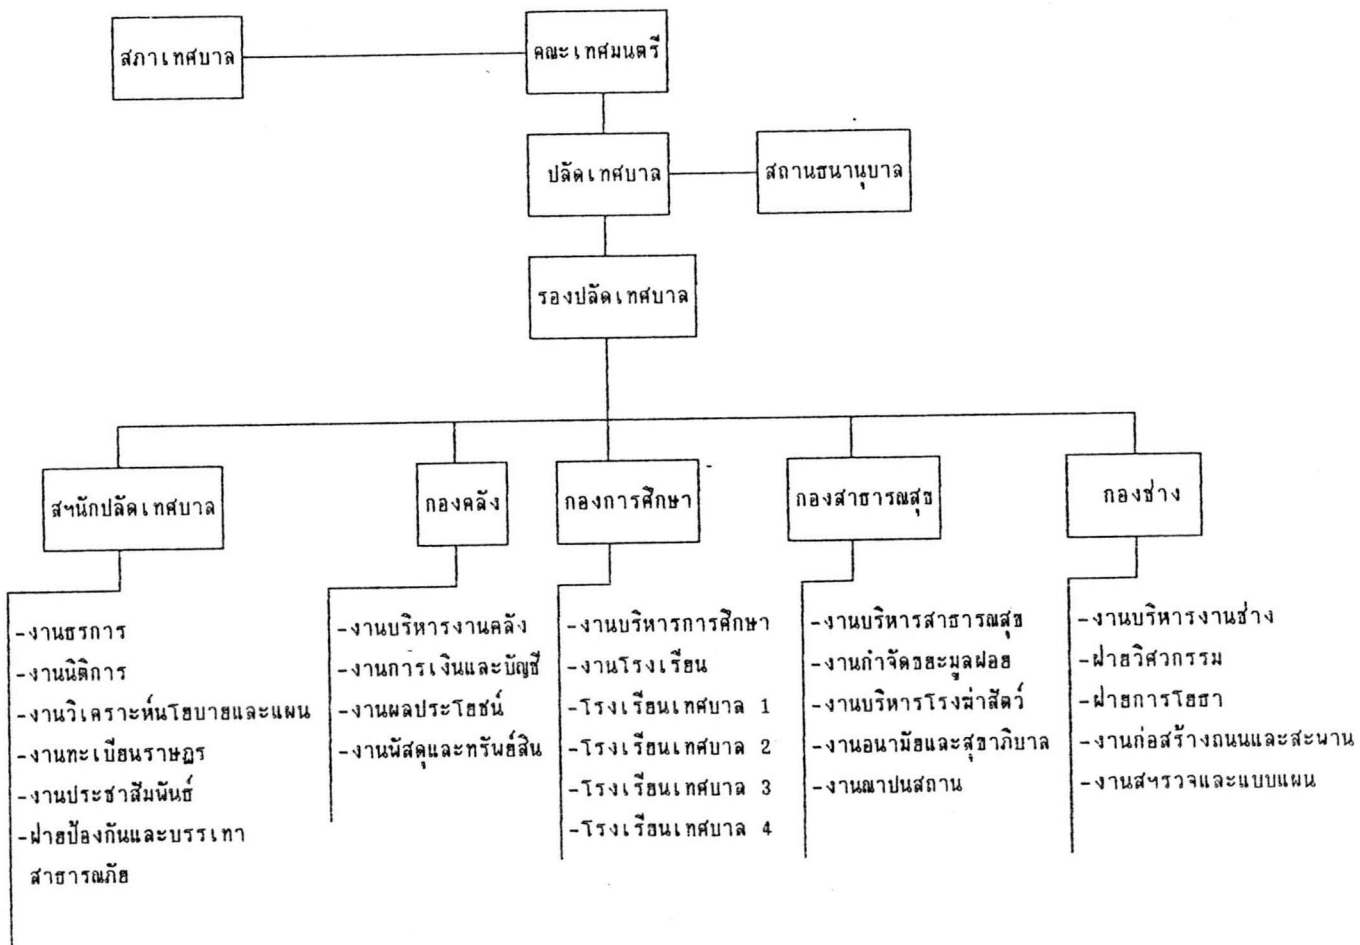 สภาเทศบาล
คณะเทศมนตรี
ปลัดเทศบาล
สถานธนานุบาล
รองปลัดเทศบาล
สำนักปลัดเทศบาล
กองคลัง
กองการศึกษา
กองสาธารณสุข
กองช่าง
-งานธุรการ
-งานนิติการ
-งานวิเคราะห์นโยบายและแผน
-งานทะเบียนราษฎร
-งานประชาสัมพันธ์
-ฝ่ายป้องกันและบรรเทา
สาธารณภัย
-งานบริหารงานคลัง
-งานการเงินและบัญชี
-งานผลประโยชน์
-งานพัสดุและทรัพย์สิน
-งานบริหารการศึกษา
-งานโรงเรียน
-โรงเรียนเทศบาล 1
-โรงเรียนเทศบาล 2
-โรงเรียนเทศบาล 3
-โรงเรียนเทศบาล 4
-งานบริหารสาธารณสุข
-งานกำจัดขยะมูลฝอย
-งานบริหารโรงฆ่าสัตว์
-งานอนามัยและสุขาภิบาล
-งานฌาปนสถาน
-งานบริหารงานช่าง
-ฝ่ายวิศวกรรม
-ฝ่ายการโยธา
-งานก่อสร้างถนนและสะพาน
-งานสำรวจและแบบแผน